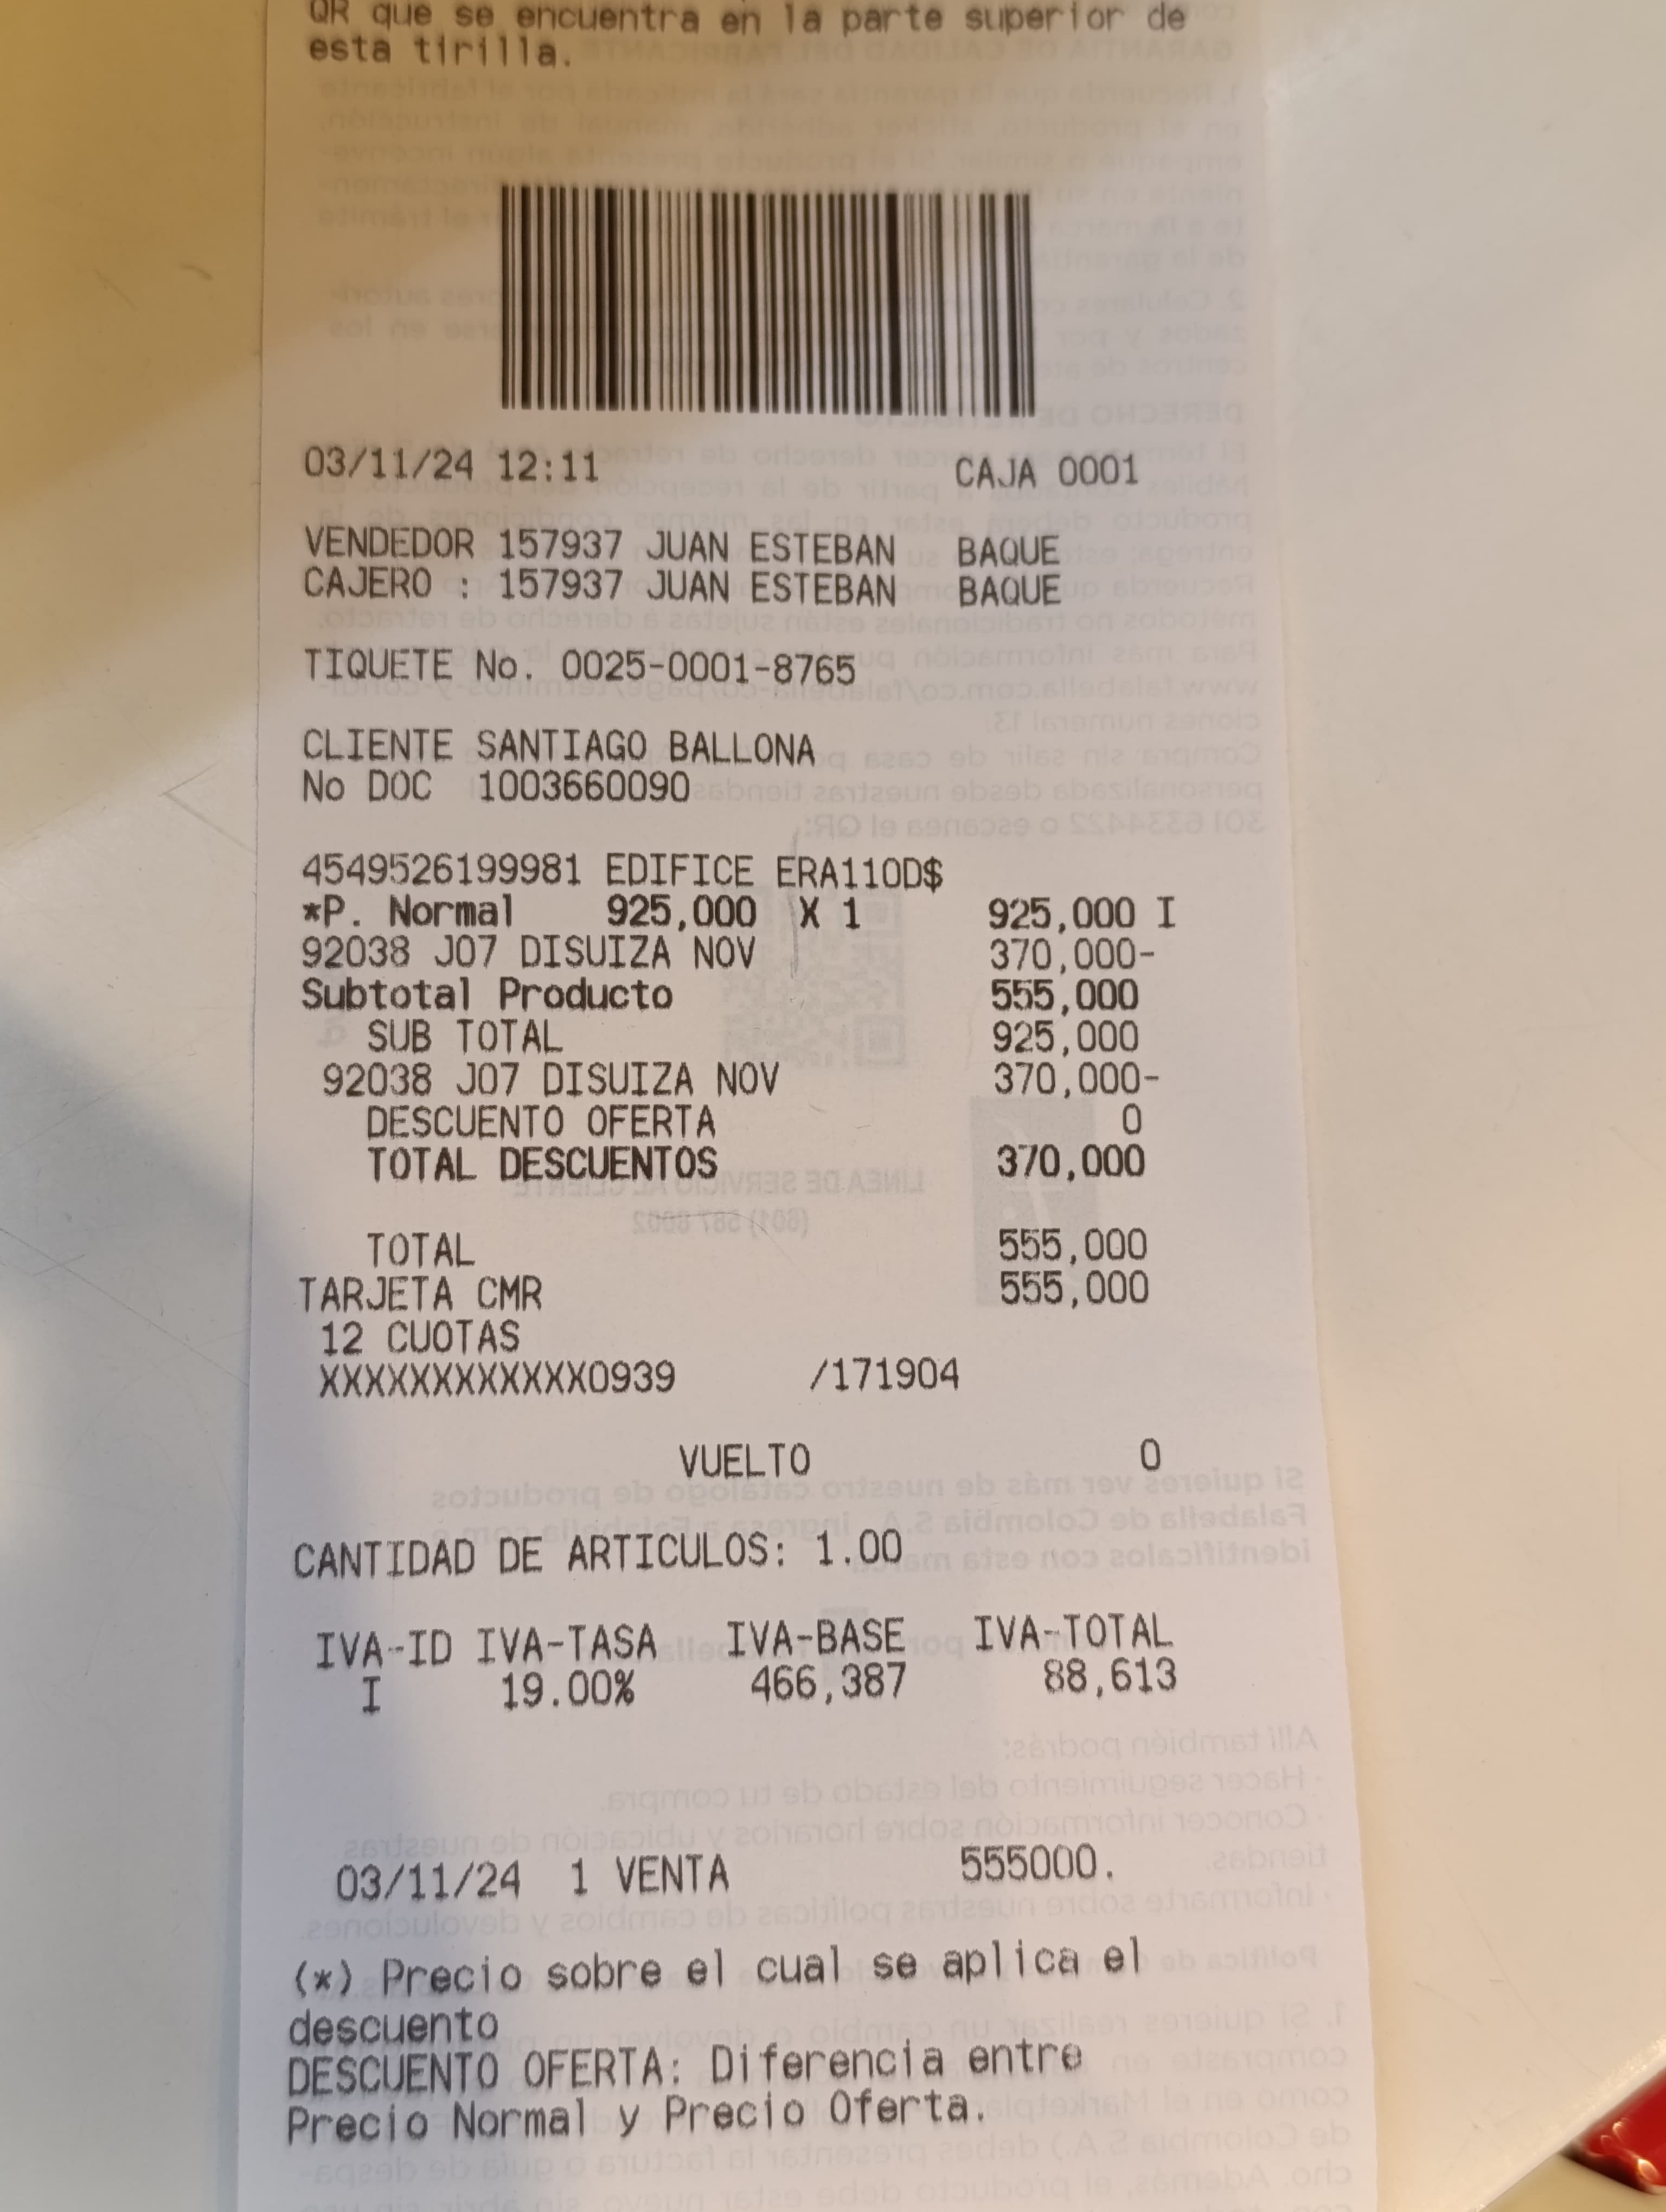 QR que se encuentra en la parte superior de
esta tirilla.
03/11/24 12:11 CAJA 0001
VENDEDOR 157937 JUAN ESTEBAN BAQUE
CAJERO : 157937 JUAN ESTEBAN BAQUE
TIQUETE No. 0025-0001-8765
CLIENTE SANTIAGO BALLONA
No DOC 1003660090
4549526199981 EDIFICE ERA110D$
*P. Normal 925,000 X 1 925,000 I
92038 J07 DISUIZA NOV 370,000-
Subtotal Producto 555,000
SUB TOTAL 925,000
92038 J07 DISUIZA NOV 370,000-
DESCUENTO OFERTA 0
TOTAL DESCUENTOS 370,000
TOTAL 555,000
TARJETA CMR 555,000
12 CUOTAS
XXXXXXXXXXXX0939 /171904
VUELTO 0
CANTIDAD DE ARTICULOS: 1.00
IVA-ID IVA-TASA IVA-BASE IVA-TOTAL
I 19.00% 466,387 88,613
03/11/24 1 VENTA 555000.
(*) Precio sobre el cual se aplica el
descuento
DESCUENTO OFERTA: Diferencia entre
Precio Normal y Precio Oferta.